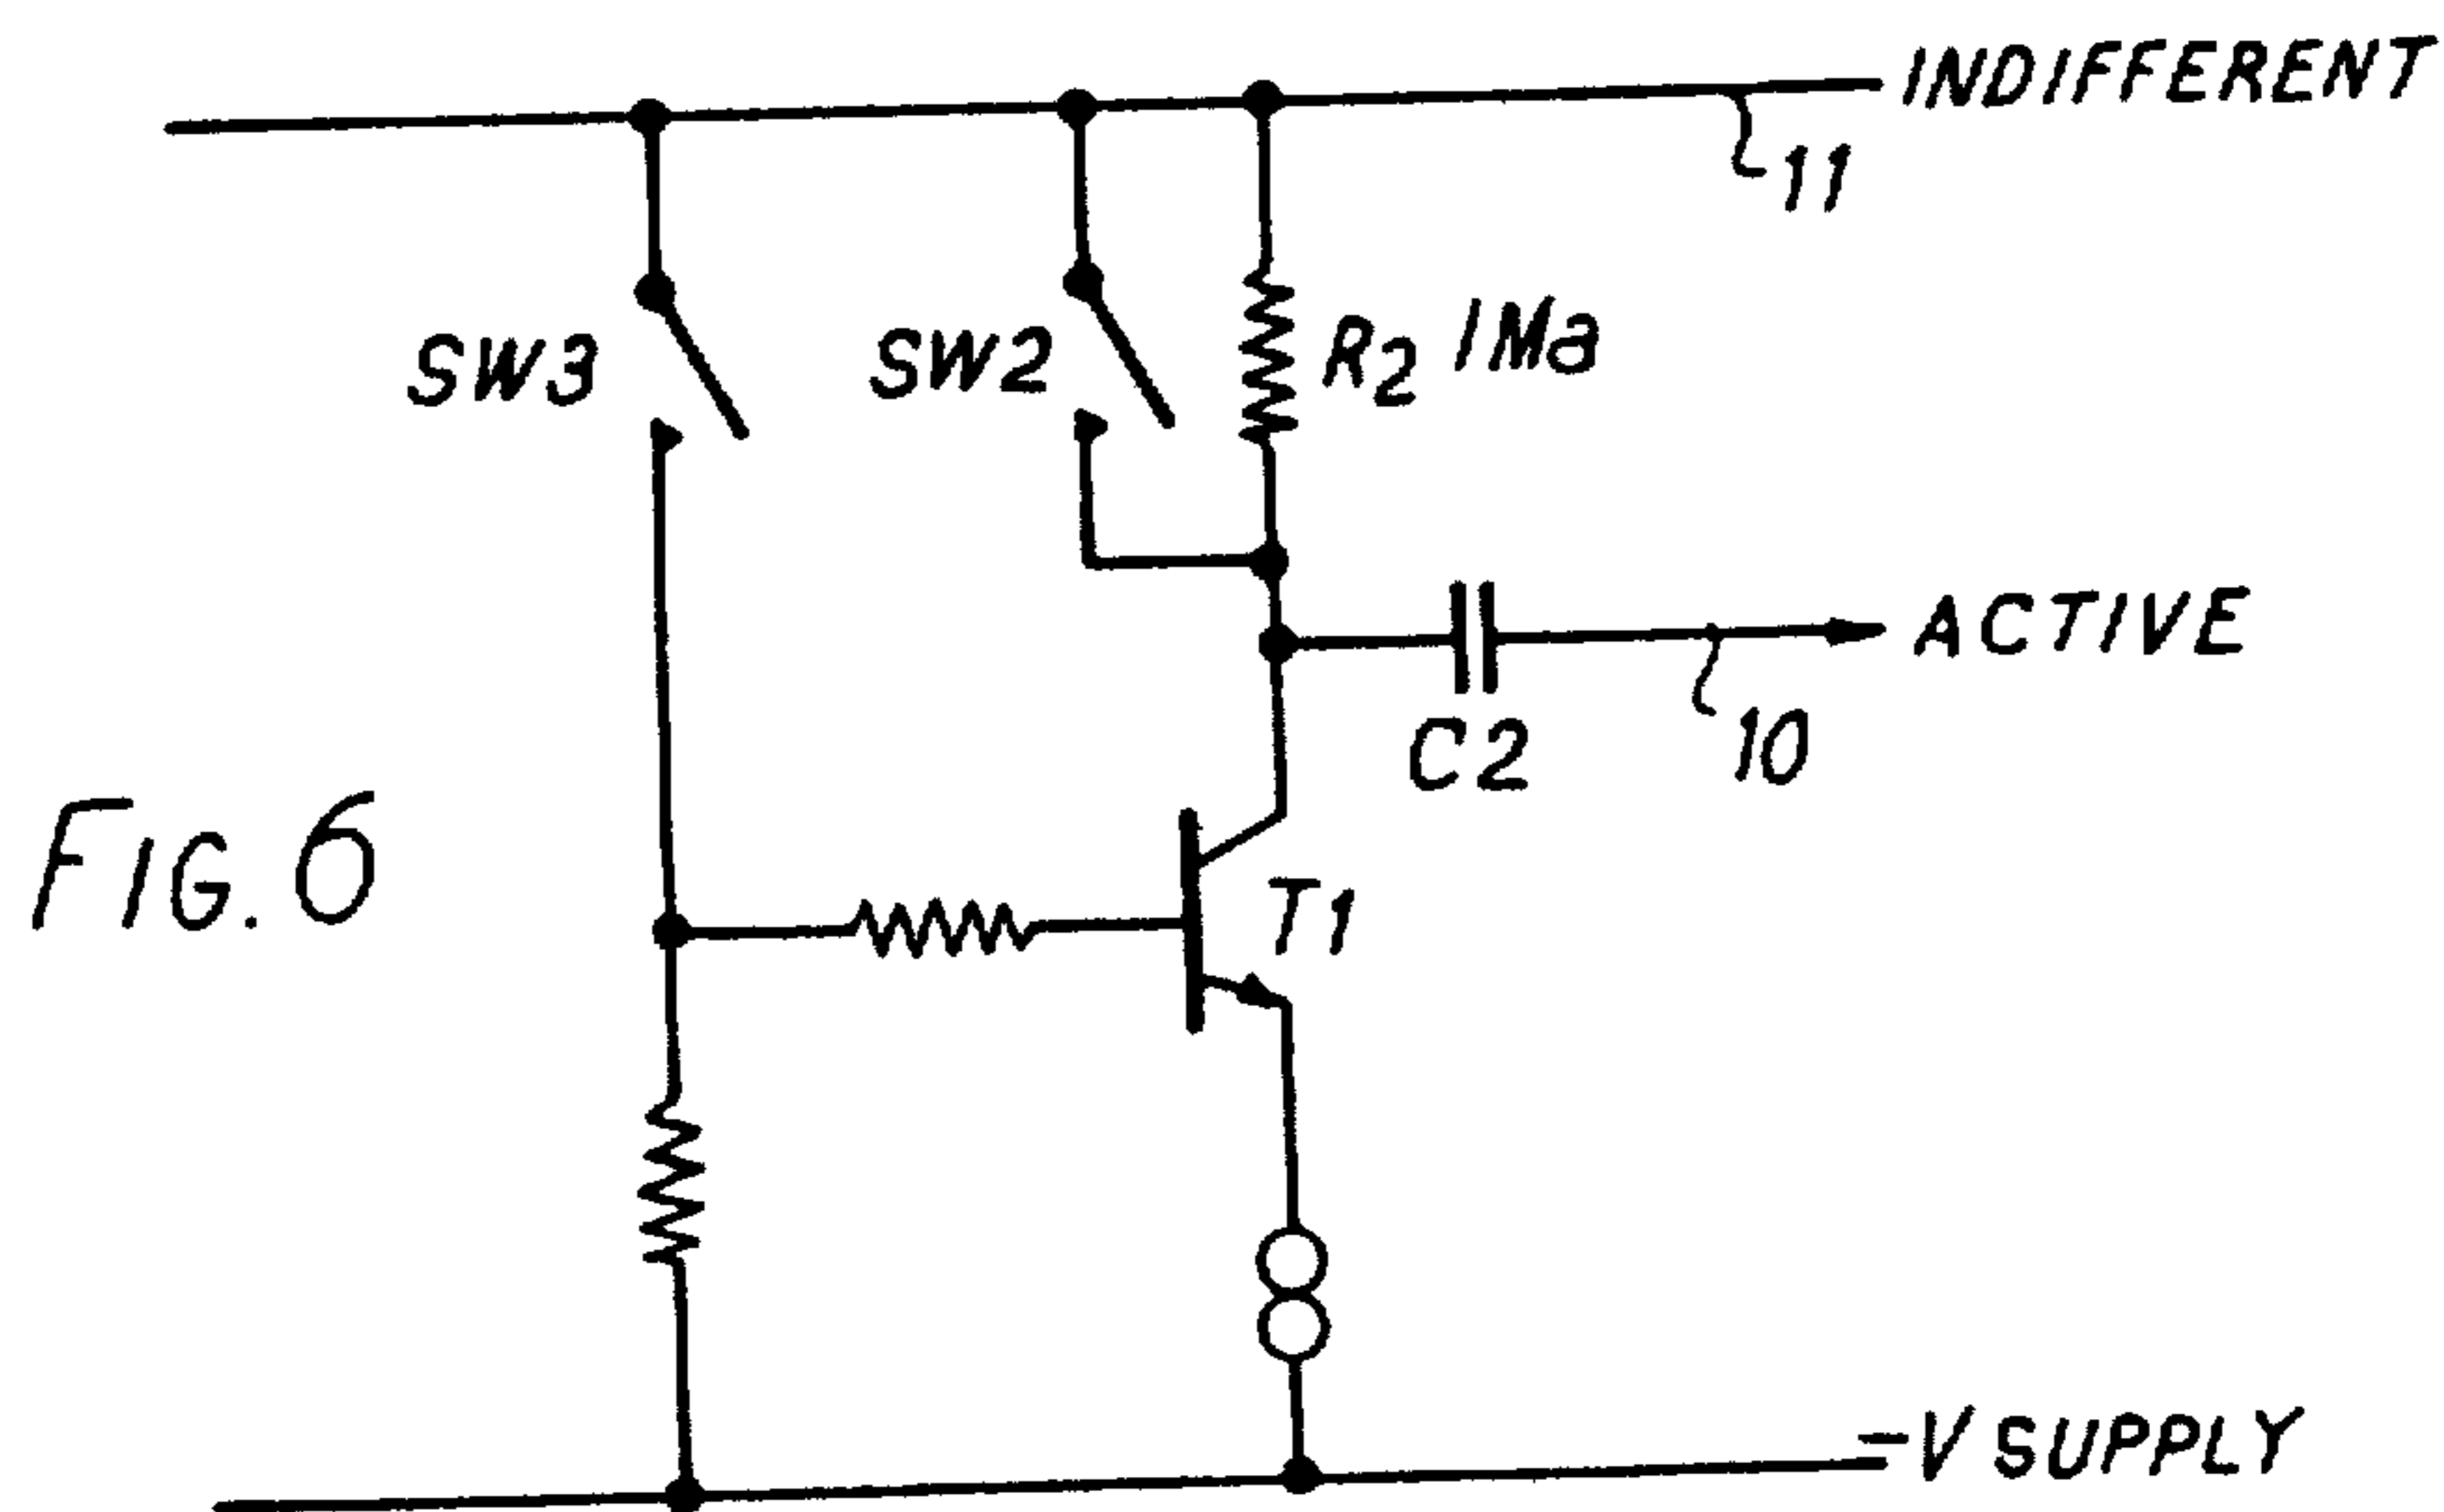 INDIFFERENT
11
SW3
SW2
R2 1Ma
ACTIVE
10
C2
FIG. 6
T1
-V SUPPLY